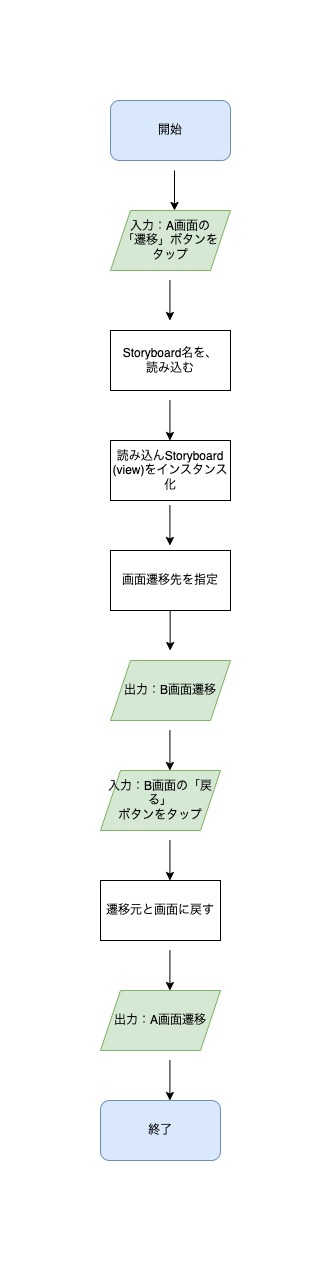 開始
入力：A画面の
「遷移」ボタンを
タップ
Storyboard名を、
読み込む
読み込んStoryboard
(view)をインスタンス
化
画面遷移先を指定
出力：B画面遷移
入力：B画面の「戻
る」
ボタンをタップ
遷移元と画面に戻す
出力：A画面遷移
終了